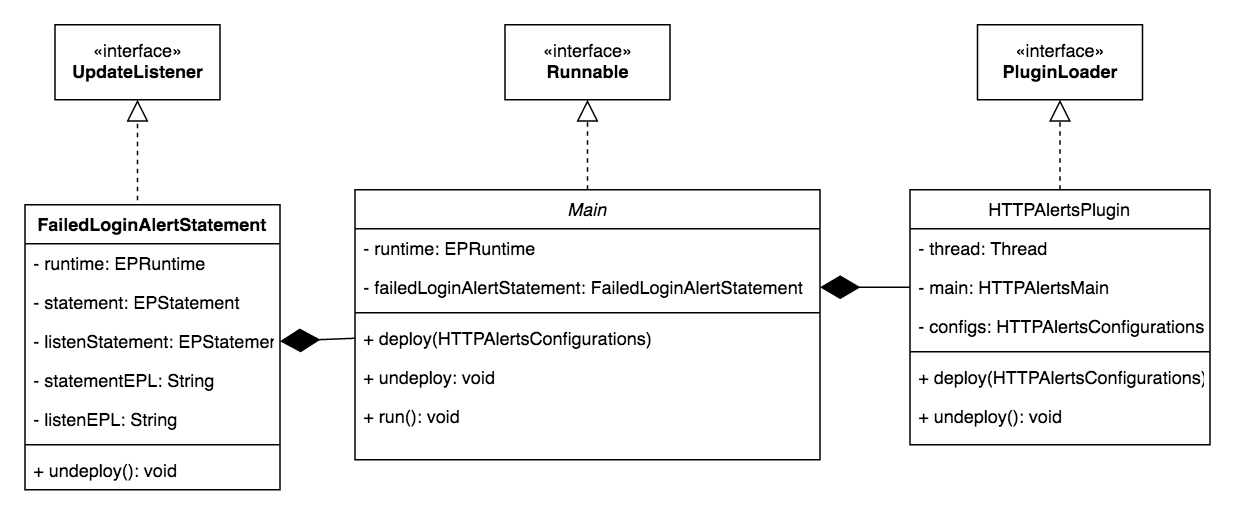 «interface»
UpdateListener
«interface»
Runnable
«interface»
PluginLoader
FailedLoginAlertStatement
- runtime: EPRuntime
- statement: EPStatement
- listenStatement: EPStatemer
- statementEPL: String
- listenEPL: String
+ undeploy(): void
Main
- runtime: EPRuntime
- failedLoginAlertStatement: FailedLoginAlertStatement
+ deploy(HTTPAlertsConfigurations)
+ undeploy: void
+ run(): void
HTTPAlertsPlugin
- thread: Thread
- main: HTTPAlertsMain
- configs: HTTPAlertsConfigurations
+ deploy(HTTPAlertsConfigurations)
+ undeploy(): void